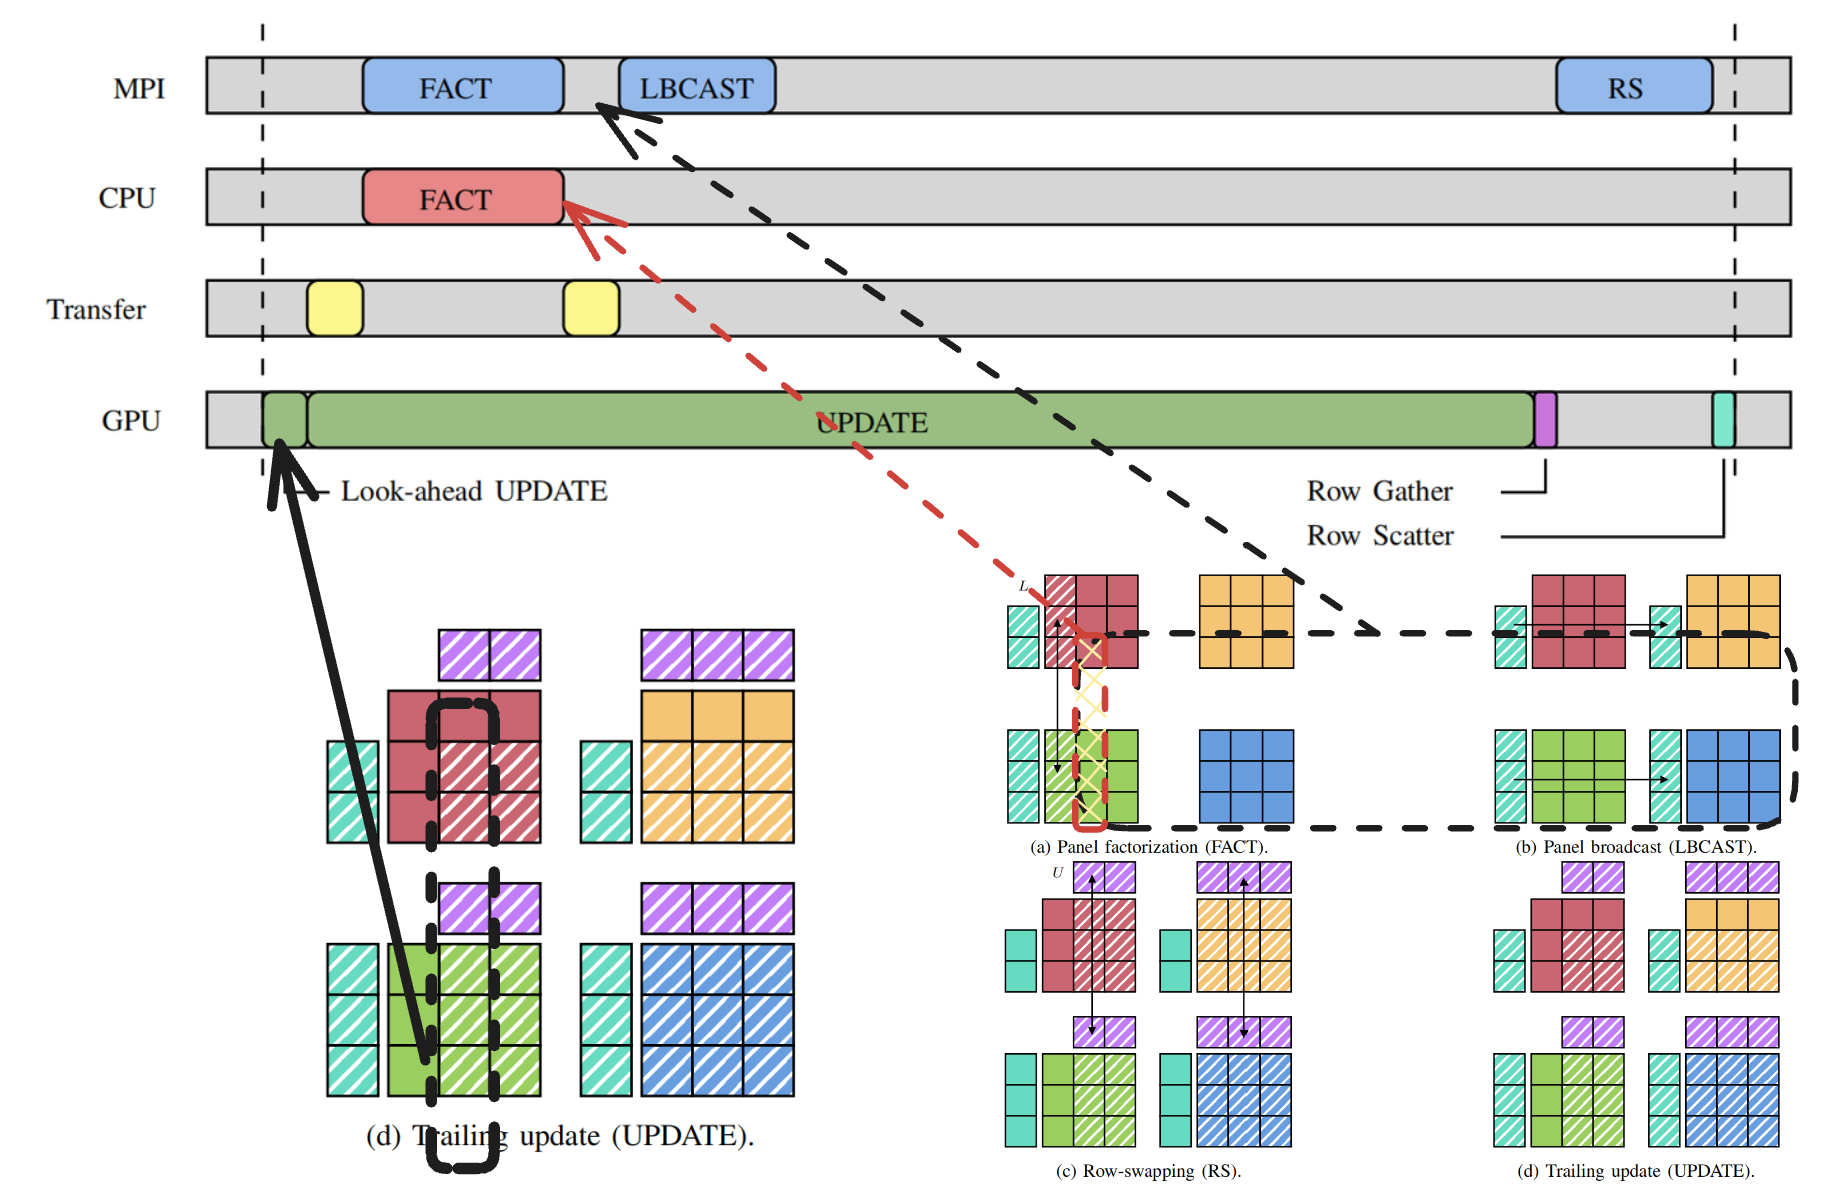 MPI
FACT
LBCAST
RS
CPU
FACT
Transfer
GPU
UPDATE
Look-ahead UPDATE
Row Gather
Row Scatter
L
(a) Panel factorization (FACT).
(b) Panel broadcast (LBCAST).
U
(d) Trailing update (UPDATE).
(c) Row-swapping (RS).
(d) Trailing update (UPDATE).